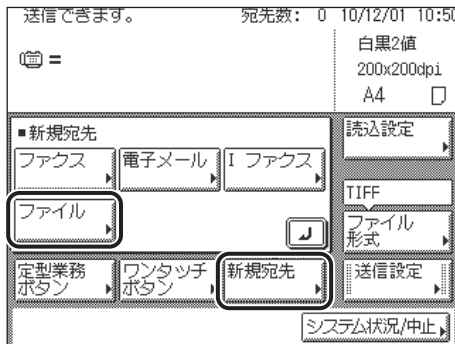 送信できます。 宛先数: 0 10/12/01 10:50
=
白黒2値
200x200dpi
A4
■新規宛先
読込設定
ファクス 電子メール I ファクス
TIFF
ファイル
ファイル
形式
定型業務
ボタン
ワンタッチ
ボタン
新規宛先
送信設定
システム状況/中止